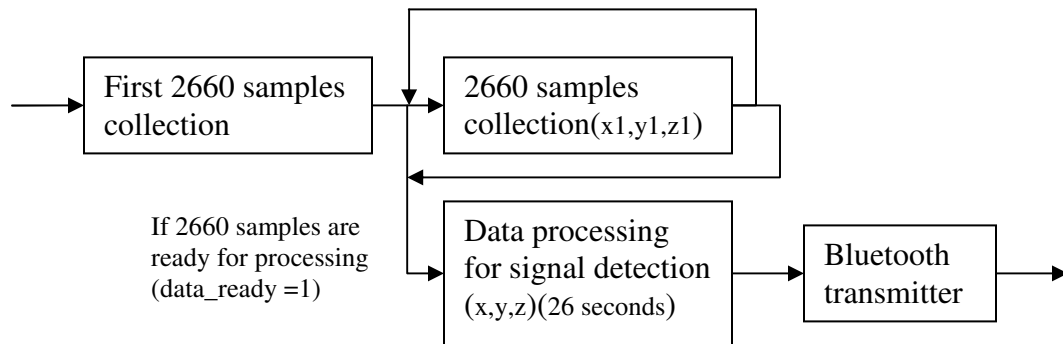 First 2660 samples
collection
2660 samples
collection(x1,y1,z1)
If 2660 samples are
ready for processing
(data_ready =1)
Data processing
for signal detection
(x,y,z)(26 seconds)
Bluetooth
transmitter